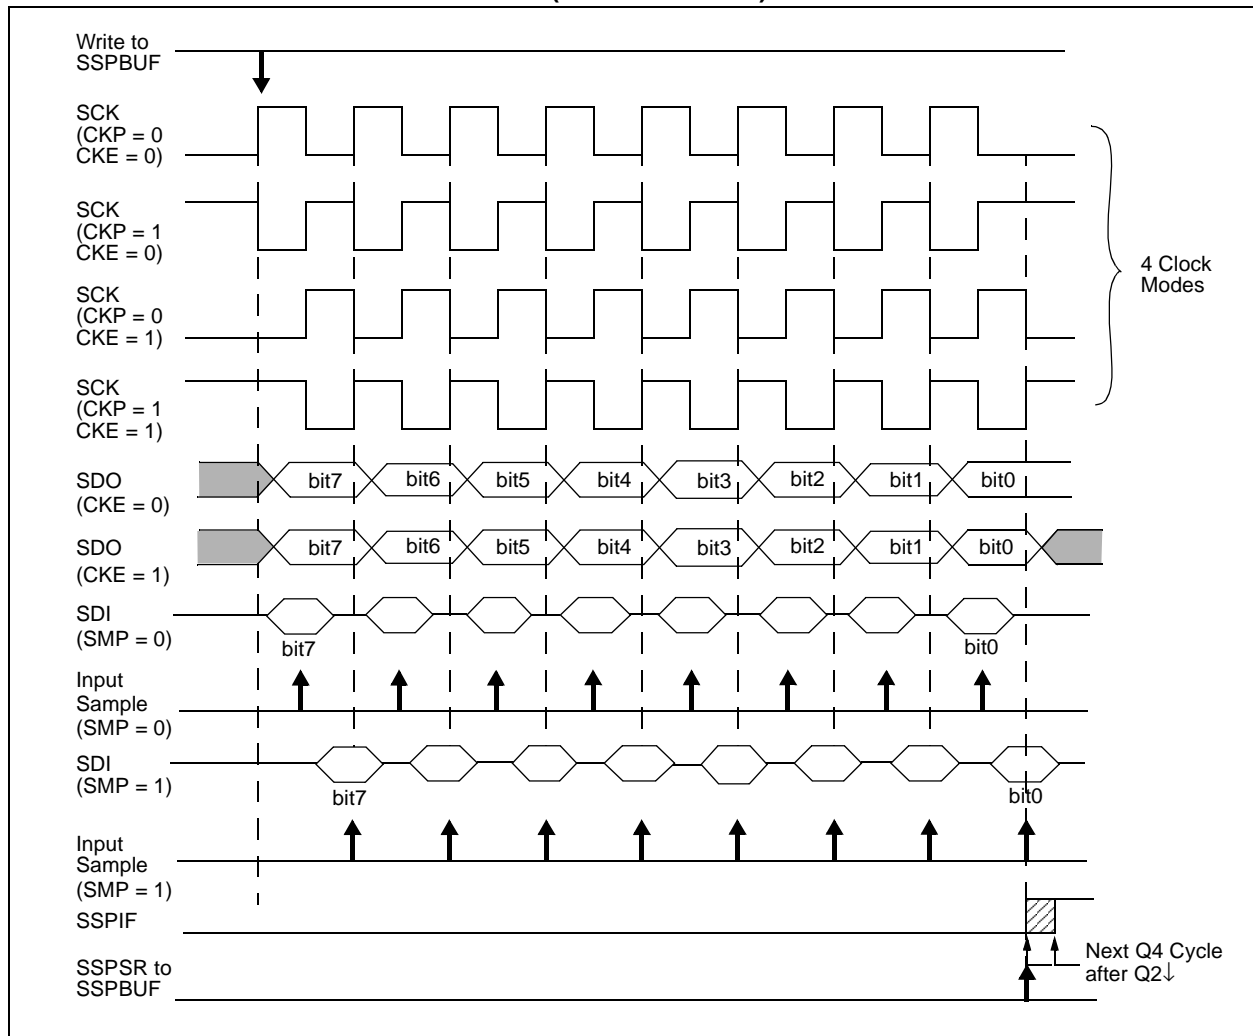 Write to
SSPBUF
SCK
(CKP = 0
CKE = 0)
SCK
(CKP = 1
CKE = 0)
SCK
(CKP = 0
CKE = 1)
SCK
(CKP = 1
CKE = 1)
4 Clock
Modes
SDO
(CKE = 0)
bit7 bit6 bit5 bit4 bit3 bit2 bit1 bit0
SDO
(CKE = 1)
bit7 bit6 bit5 bit4 bit3 bit2 bit1 bit0
SDI
(SMP = 0)
bit7 bit0
Input
Sample
(SMP = 0)
SDI
(SMP = 1)
bit7 bit0
Input
Sample
(SMP = 1)
SSPIF
SSPSR to
SSPBUF
Next Q4 Cycle
after Q2↓